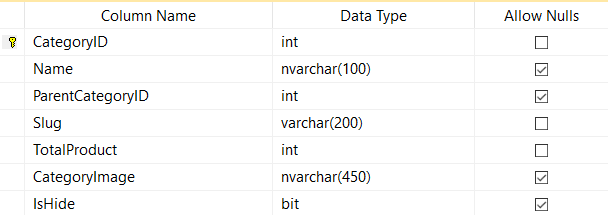 Column Name Data Type Allow Nulls
CategoryID int
Name nvarchar(100)
ParentCategoryID int
Slug varchar(200)
TotalProduct int
CategoryImage nvarchar(450)
IsHide bit